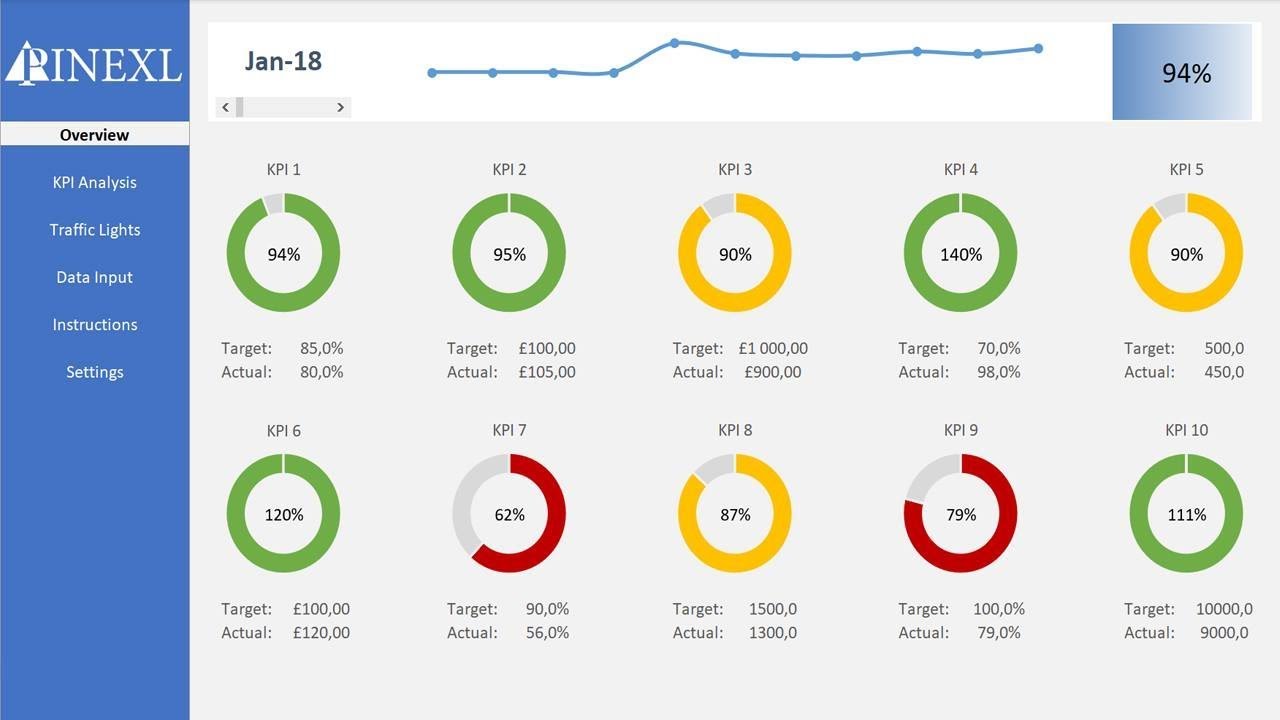 PINEXL
Overview
KPI Analysis
Traffic Lights
Data Input
Instructions
Settings
Jan-18
94%
KPI 1
94%
Target: 85,0%
Actual: 80,0%
KPI 2
95%
Target: £100,00
Actual: £105,00
KPI 3
90%
Target: £1 000,00
Actual: £900,00
KPI 4
140%
Target: 70,0%
Actual: 98,0%
KPI 5
90%
Target: 500,0
Actual: 450,0
KPI 6
120%
Target: £100,00
Actual: £120,00
KPI 7
62%
Target: 90,0%
Actual: 56,0%
KPI 8
87%
Target: 1500,0
Actual: 1300,0
KPI 9
79%
Target: 100,0%
Actual: 79,0%
KPI 10
111%
Target: 10000,0
Actual: 9000,0